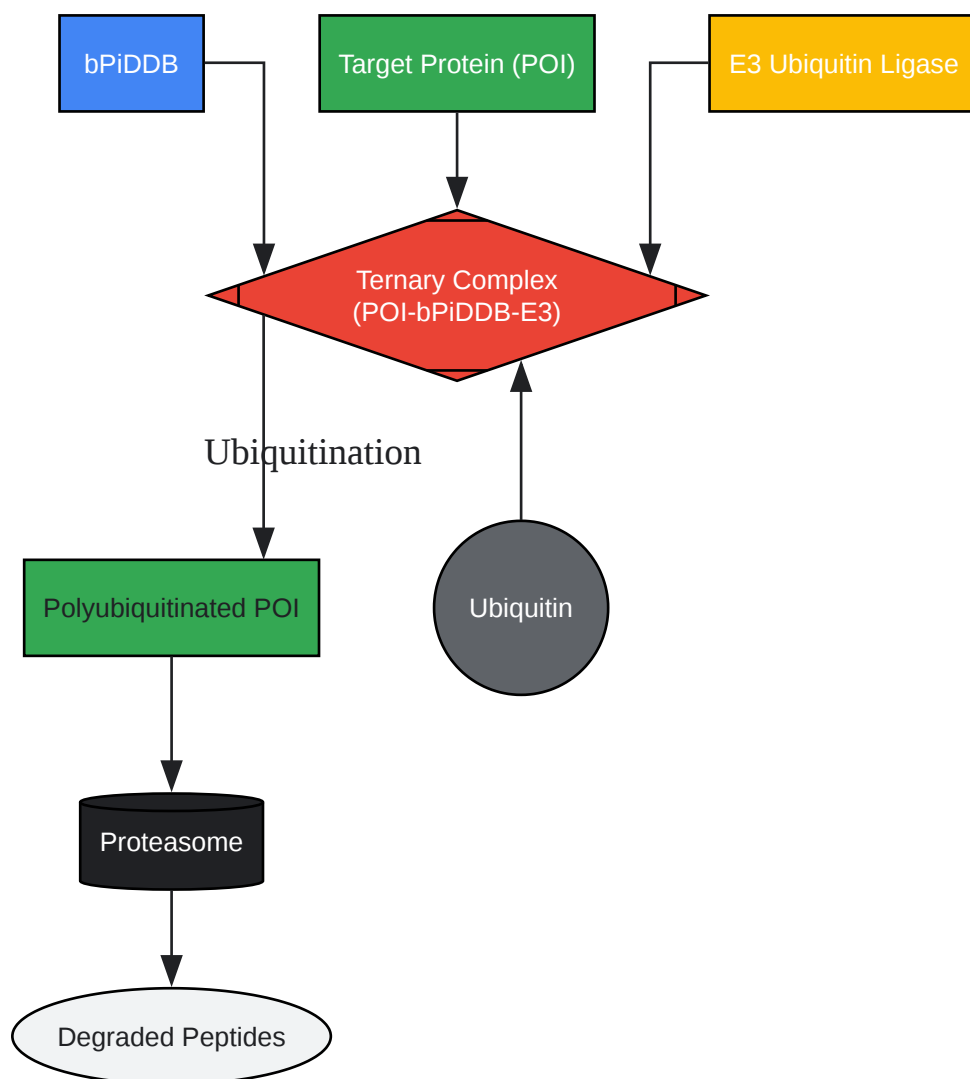 bPiDDB
Target Protein (POI)
E3 Ubiquitin Ligase
Ternary Complex
(POI-bPiDDB-E3)
Ubiquitination
Polyubiquitinated POI
Ubiquitin
Proteasome
Degraded Peptides